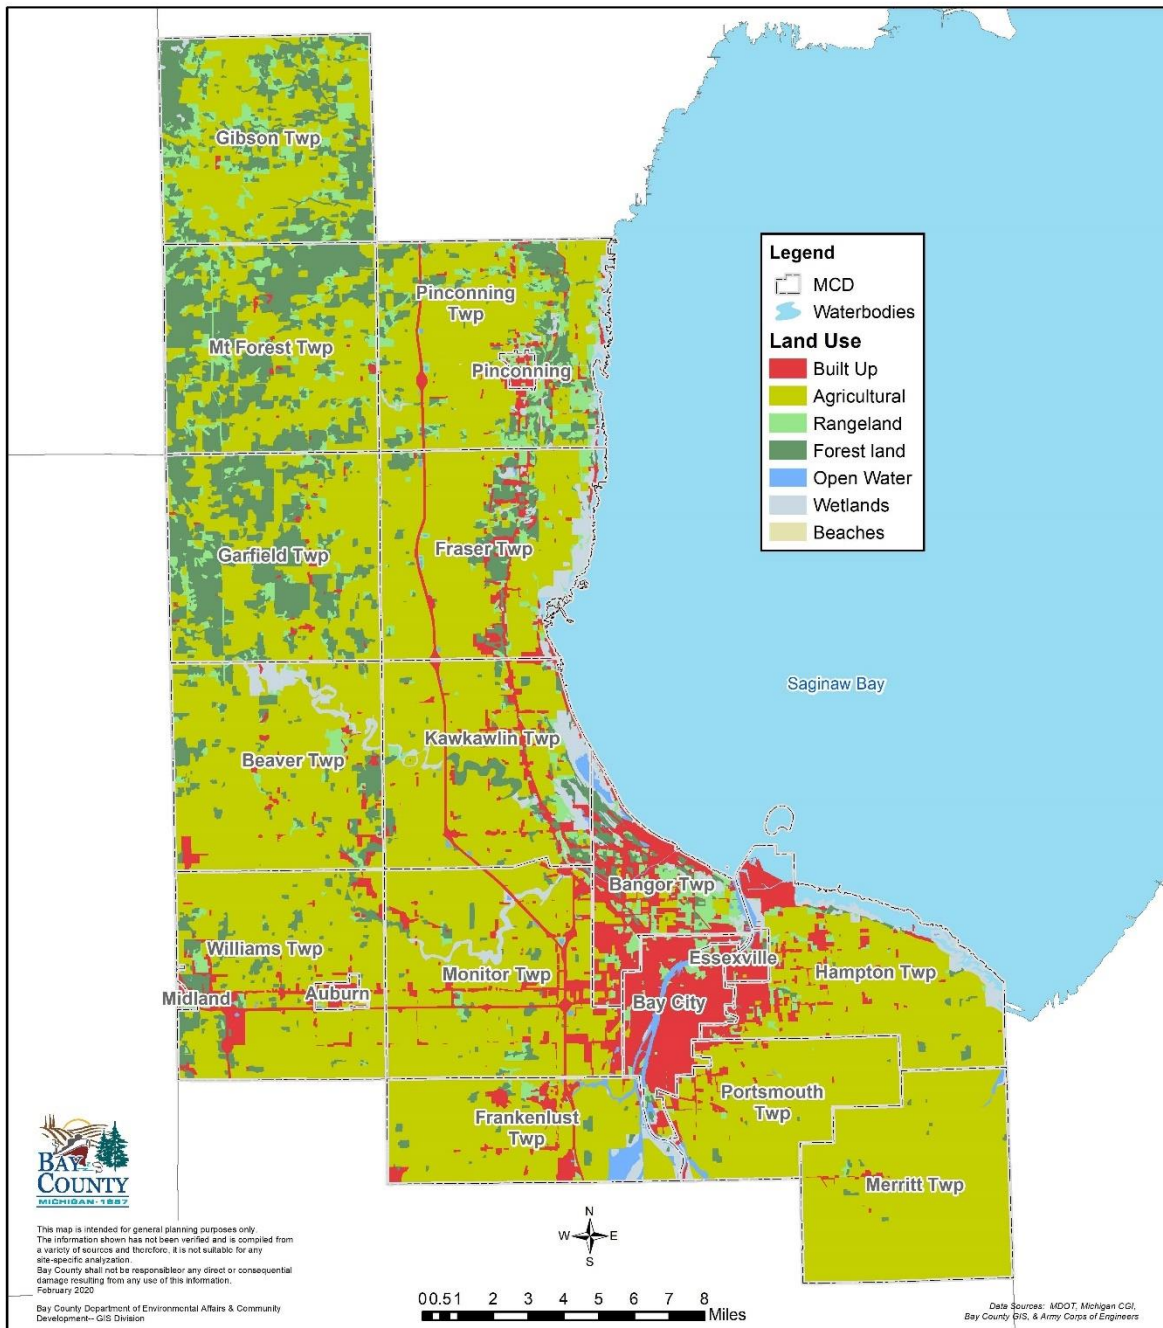 Gibson Twp
Pinconning
Twp
Mt Forest Twp
Pinconning
Garfield Twp
Fraser Twp
Legend
MCD
Waterbodies
Land Use
Built Up
Agricultural
Rangeland
Forest land
Open Water
Wetlands
Beaches
Saginaw Bay
Kawkawlin Twp
Beaver Twp
Bangor Twp
Williams Twp
Monitor Twp
Essexville
Hampton Twp
Midland
Auburn
Bay City
Portsmouth
Twp
Frankenlust
Twp
Merritt Twp
BAY
COUNTY
MICHIGAN-1857
This map is intended for general planning purposes only.
The information shown has not been verified and is compiled from
a variety of sources and therefore, it is not suitable for any
site-specific analyzation.
Bay County shall not be responsibleor any direct or consequential
damage resulting from any use of this information.
February 2020
Bay County Department of Environmental Affairs & Community
Development-- GIS Division
N
W E
S
0 0.5 1 2 3 4 5 6 7 8
Miles
Data Sources: MDOT, Michigan CGI,
Bay County GIS, & Army Corps of Engineers